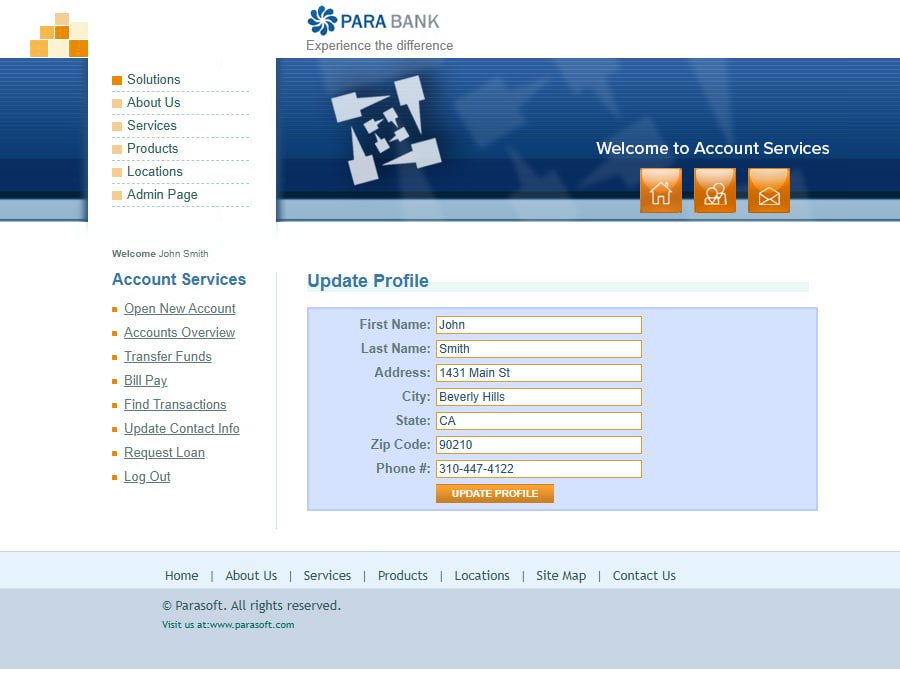 PARA BANK
Experience the difference
Solutions
About Us
Services
Products
Locations
Admin Page
Welcome to Account Services
Welcome John Smith
Account Services
Open New Account
Accounts Overview
Transfer Funds
Bill Pay
Find Transactions
Update Contact Info
Request Loan
Log Out
Update Profile
First Name: John
Last Name: Smith
Address: 1431 Main St
City: Beverly Hills
State: CA
Zip Code: 90210
Phone #: 310-447-4122
UPDATE PROFILE
Home | About Us | Services | Products | Locations | Site Map | Contact Us
© Parasoft. All rights reserved.
Visit us at:www.parasoft.com